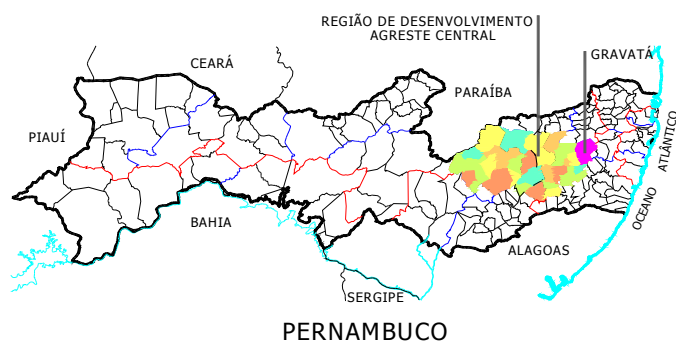 REGIÃO DE DESENVOLVIMENTO
AGRESTE CENTRAL
GRAVATÁ
CEARÁ
PARAÍBA
PIAUÍ
OCEANO ATLÂNTICO
BAHIA
ALAGOAS
SERGIPE
PERNAMBUCO